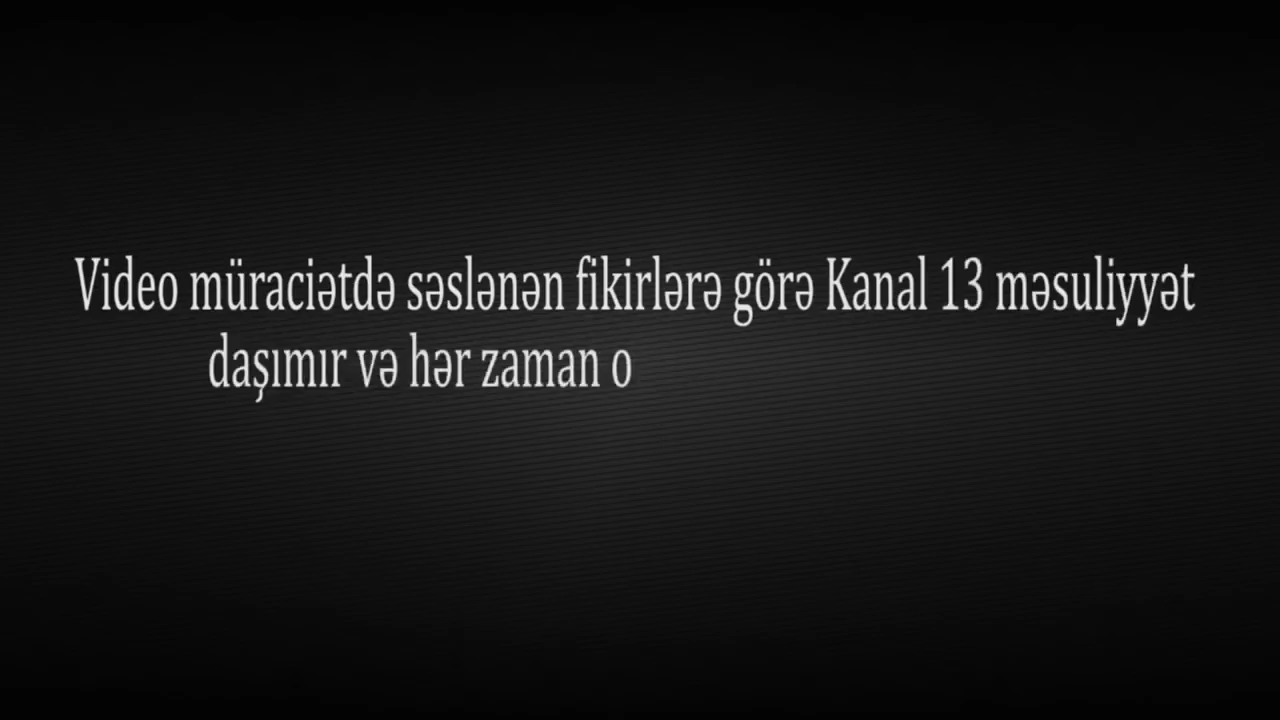 Video müraciətdə səslənən fikirlərə görə Kanal 13 məsuliyyət
daşımır və hər zaman o